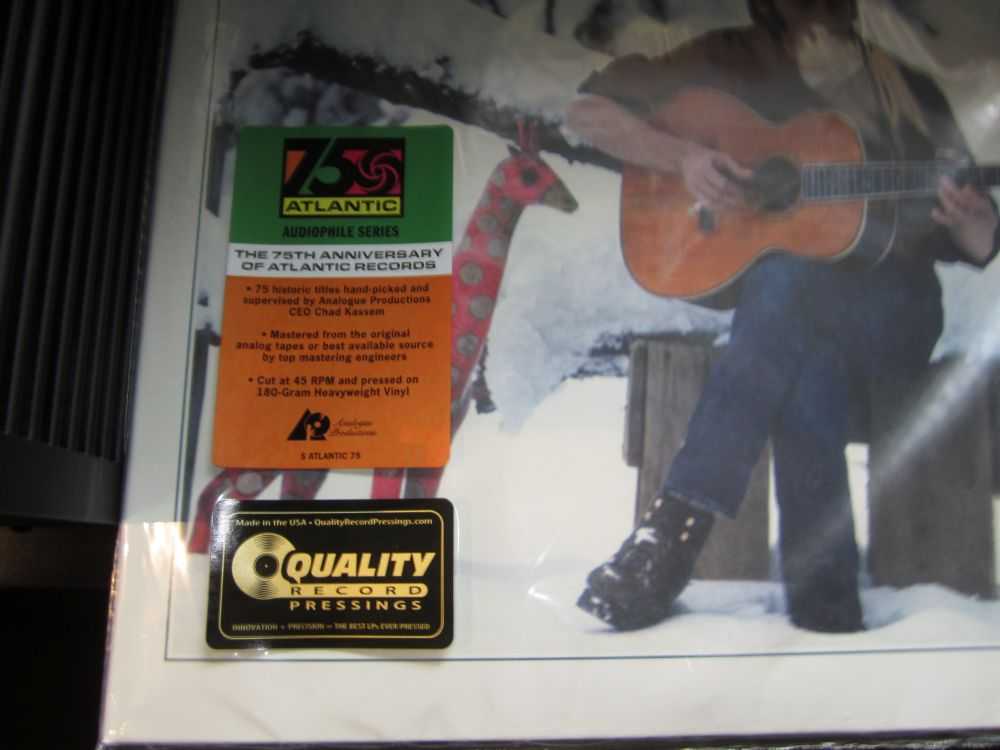 75
ATLANTIC
AUDIOPHILE SERIES
THE 75TH ANNIVERSARY
OF ATLANTIC RECORDS
• 75 historic titles hand-picked and
supervised by Analogue Productions
CEO Chad Kassem
• Mastered from the original
analog tapes or best available source
by top mastering engineers
• Cut at 45 RPM and pressed on
180-Gram Heavyweight Vinyl
Analogue
Productions
S ATLANTIC 75
Made in the USA • QualityRecordPressings.com
QUALITY
RECORD
PRESSINGS
INNOVATION + PRECISION = THE BEST LPs EVER PRESSED